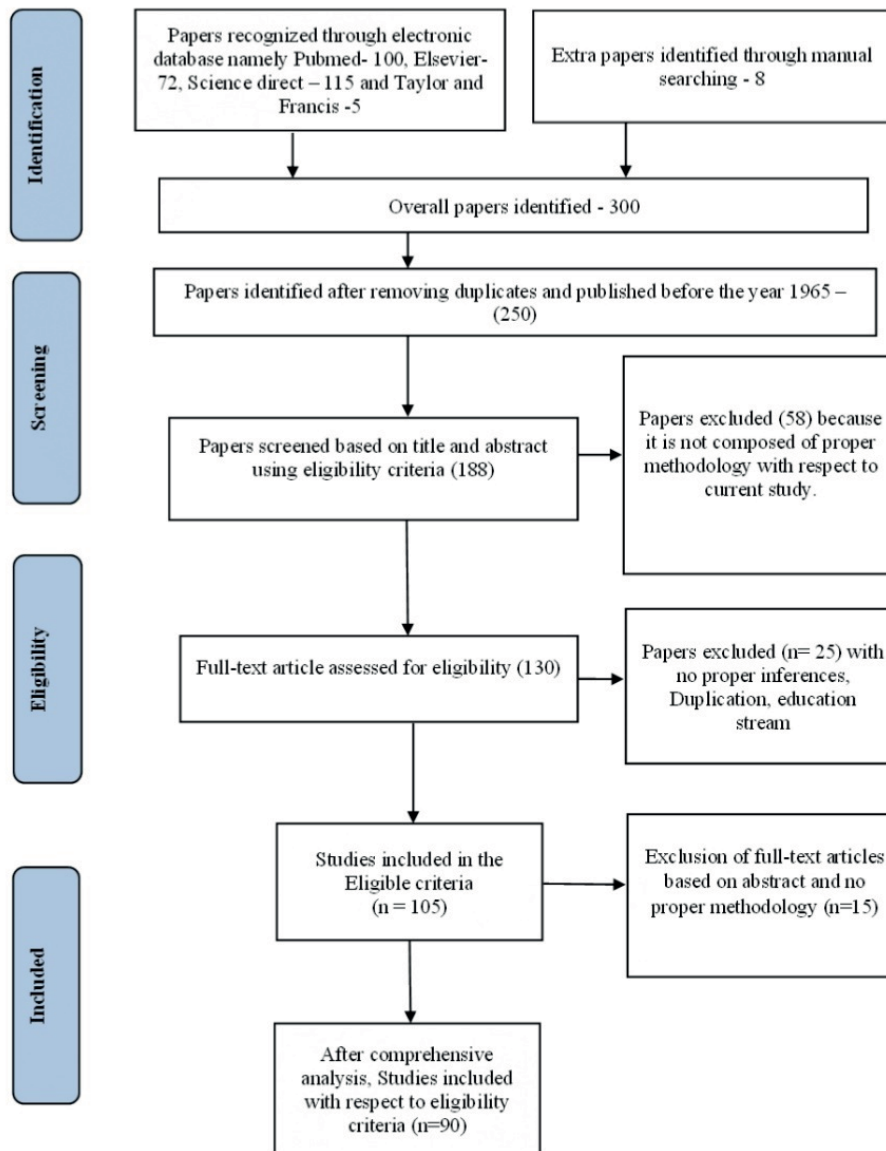 Identification
Papers recognized through electronic
database namely Pubmed- 100, Elsevier-
72, Science direct – 115 and Taylor and
Francis -5
Extra papers identified through manual
searching - 8
Overall papers identified - 300
Screening
Papers identified after removing duplicates and published before the year 1965 –
(250)
Papers screened based on title and abstract
using eligibility criteria (188)
Papers excluded (58) because
it is not composed of proper
methodology with respect to
current study.
Eligibility
Full-text article assessed for eligibility (130)
Papers excluded (n= 25) with
no proper inferences,
Duplication, education
stream
Included
Studies included in the
Eligible criteria
(n = 105)
Exclusion of full-text articles
based on abstract and no
proper methodology (n=15)
After comprehensive
analysis, Studies included
with respect to eligibility
criteria (n=90)